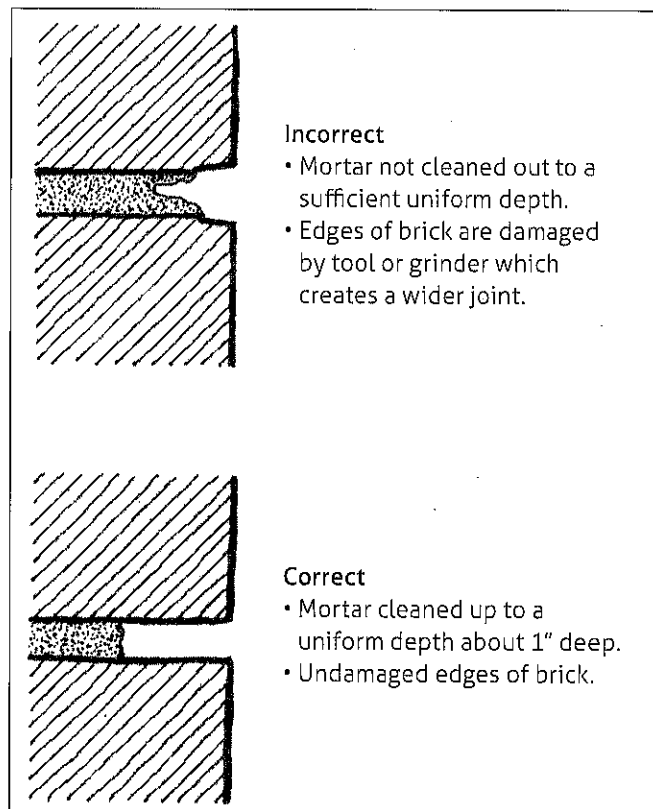 Incorrect
• Mortar not cleaned out to a
sufficient uniform depth.
• Edges of brick are damaged
by tool or grinder which
creates a wider joint.
Correct
• Mortar cleaned up to a
uniform depth about 1" deep.
• Undamaged edges of brick.